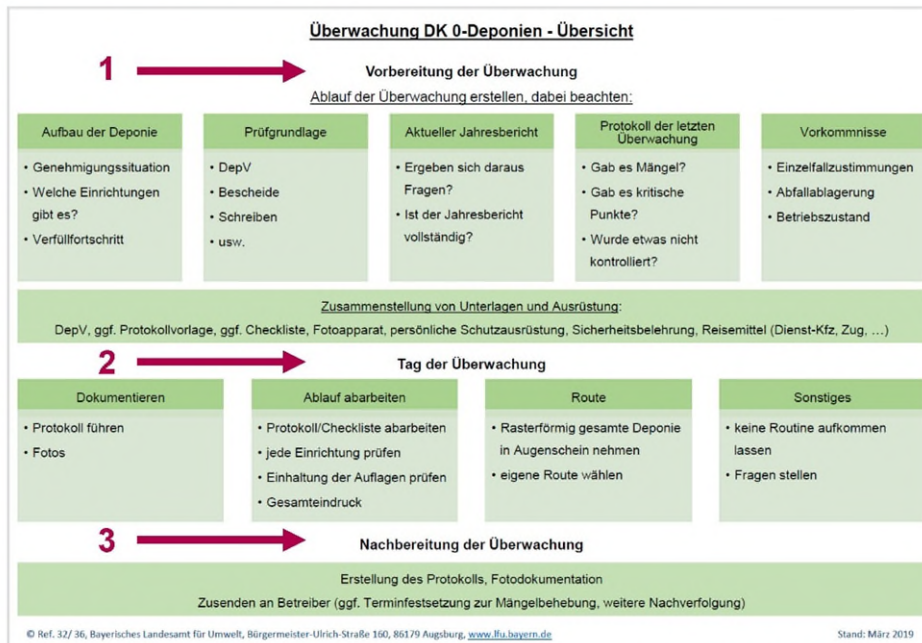 Überwachung DK 0-Deponien - Übersicht
1
Vorbereitung der Überwachung
Ablauf der Überwachung erstellen, dabei beachten:
Aufbau der Deponie
• Genehmigungssituation
• Welche Einrichtungen
gibt es?
• Verfüllfortschritt
Prüfgrundlage
• DepV
• Bescheide
• Schreiben
• usw.
Aktueller Jahresbericht
• Ergeben sich daraus
Fragen?
• Ist der Jahresbericht
vollständig?
Protokoll der letzten
Überwachung
• Gab es Mängel?
• Gab es kritische
Punkte?
• Wurde etwas nicht
kontrolliert?
Vorkommnisse
• Einzelfallzustimmungen
• Abfallablagerung
• Betriebszustand
Zusammenstellung von Unterlagen und Ausrüstung:
DepV, ggf. Protokollvorlage, ggf. Checkliste, Fotoapparat, persönliche Schutzausrüstung, Sicherheitsbelehrung, Reisemittel (Dienst-Kfz, Zug, …)
2
Tag der Überwachung
Dokumentieren
• Protokoll führen
• Fotos
Ablauf abarbeiten
• Protokoll/Checkliste abarbeiten
• jede Einrichtung prüfen
• Einhaltung der Auflagen prüfen
• Gesamteindruck
Route
• Rasterförmig gesamte Deponie
in Augenschein nehmen
• eigene Route wählen
Sonstiges
• keine Routine aufkommen
lassen
• Fragen stellen
3
Nachbereitung der Überwachung
Erstellung des Protokolls, Fotodokumentation
Zusenden an Betreiber (ggf. Terminfestsetzung zur Mängelbehebung, weitere Nachverfolgung)
© Ref. 32/ 36, Bayerisches Landesamt für Umwelt, Bürgermeister-Ulrich-Straße 160, 86179 Augsburg, www.lfu.bayern.de
Stand: März 2019